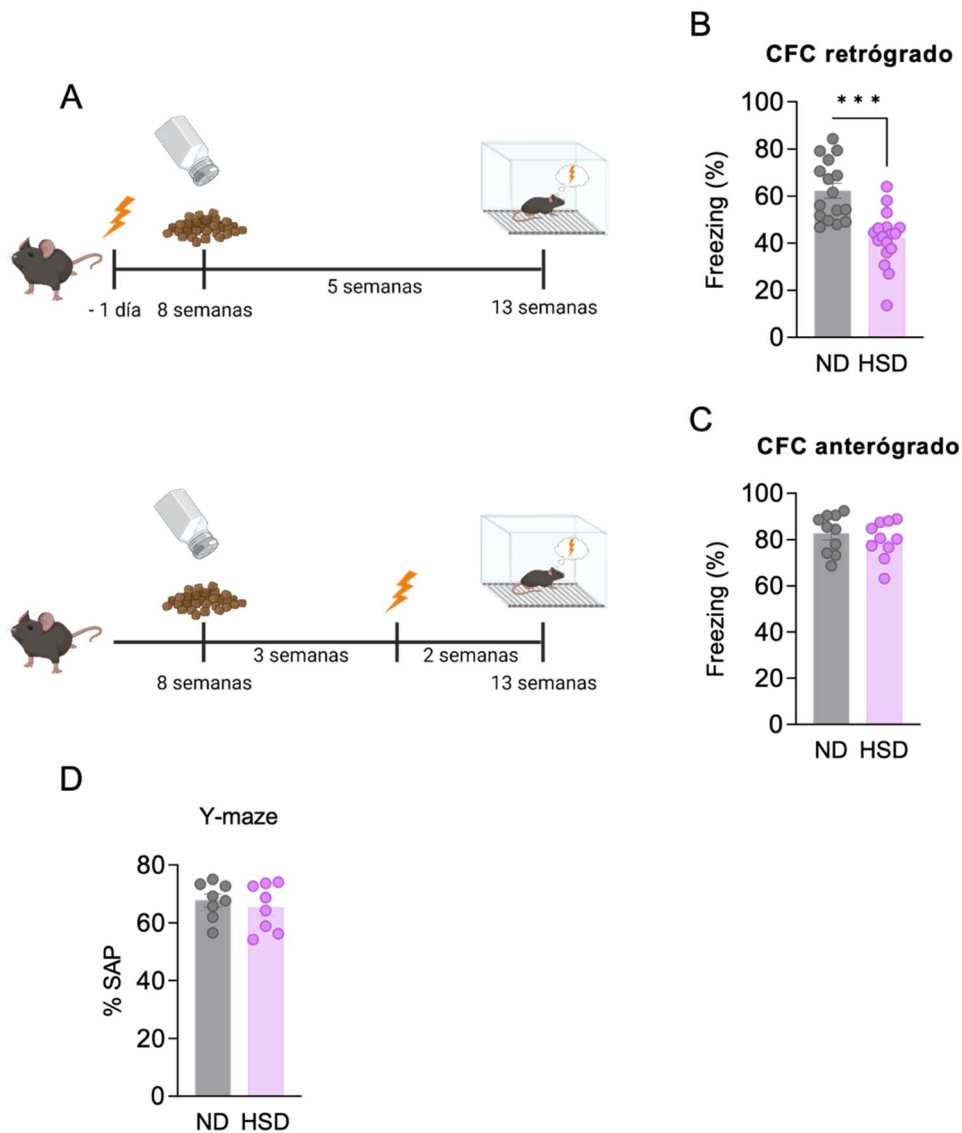 A
- 1 día
8 semanas
5 semanas
13 semanas
3 semanas
2 semanas
8 semanas
13 semanas
B
CFC retrógrado
* * *
100
80
60
40
20
0
Freezing (%)
ND HSD
C
CFC anterógrado
100
80
60
40
20
0
Freezing (%)
ND HSD
D
Y-maze
80
60
40
20
0
% SAP
ND HSD